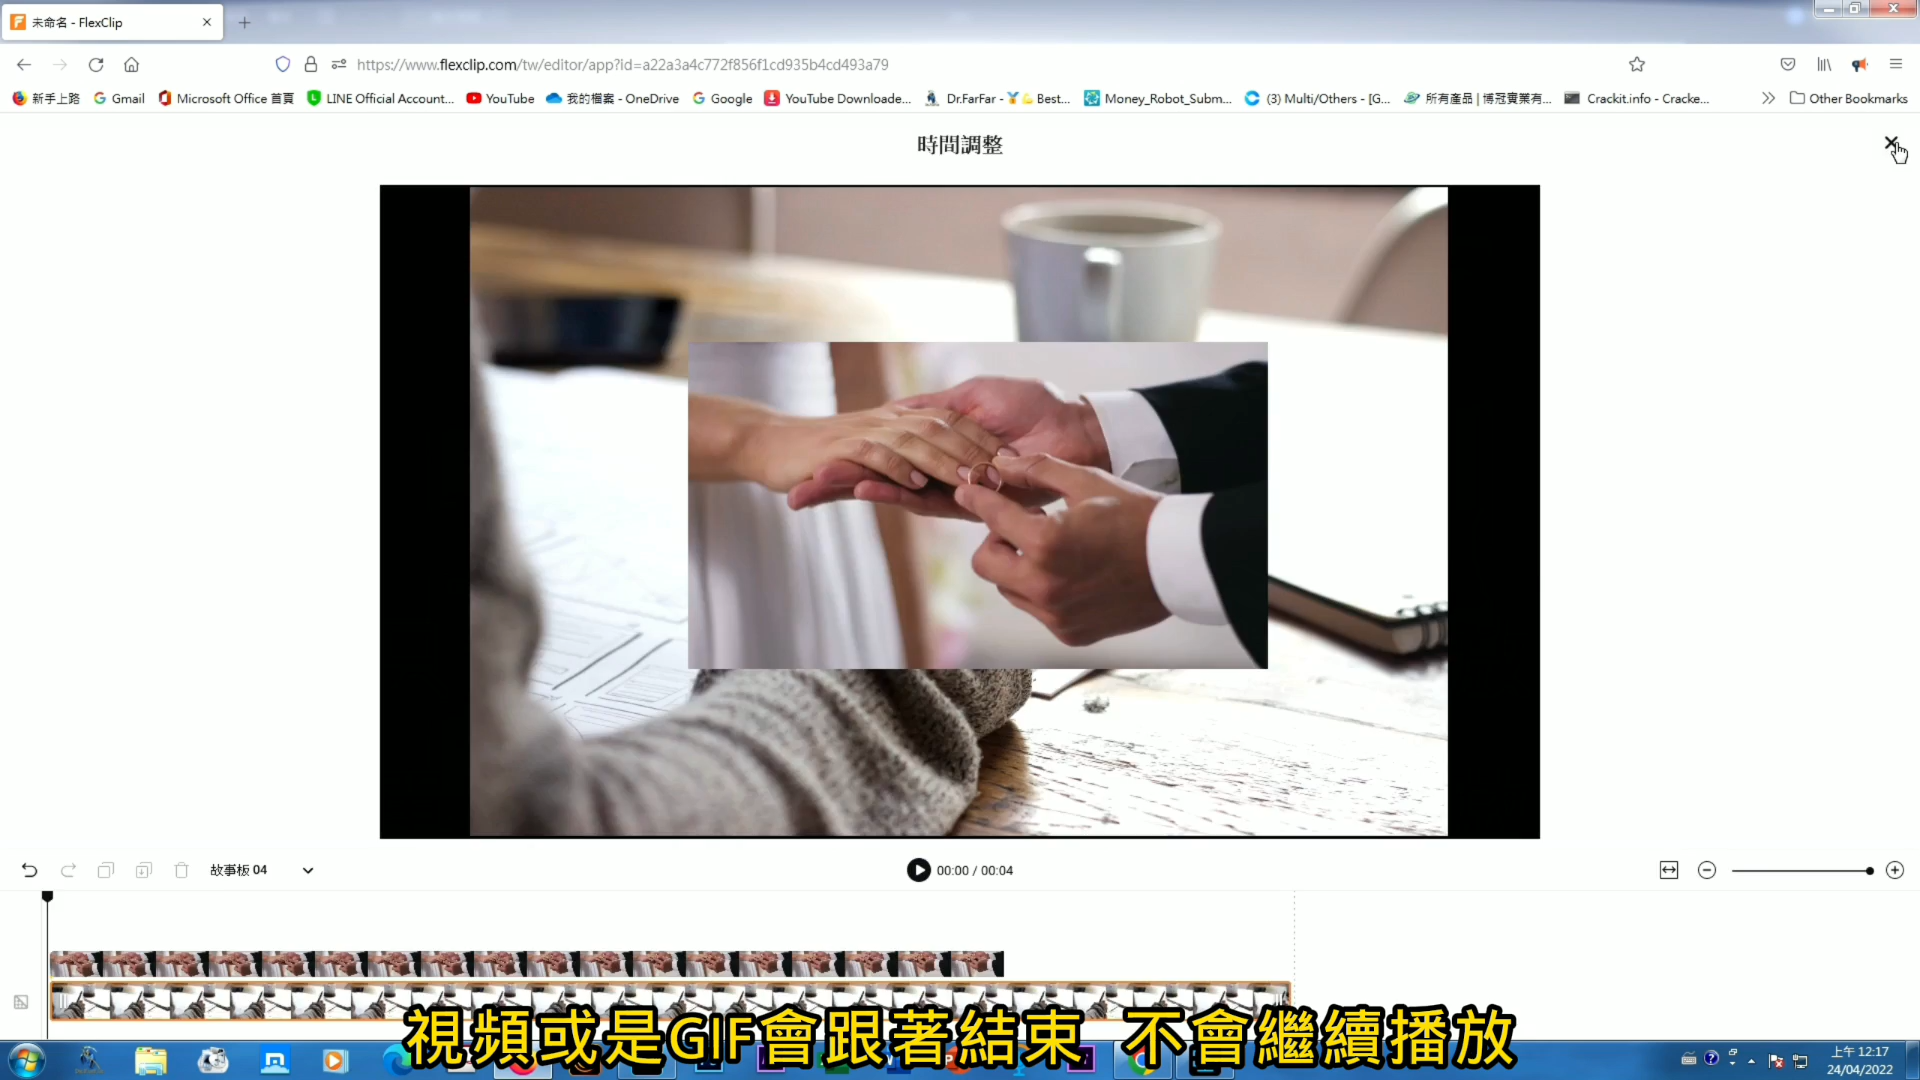 未命名 - FlexClip
https://www.flexclip.com/tw/editor/app?id=a22a3a4c772f856f1cd935b4cd493a79
新手上路 Gmail Microsoft Office 首頁 LINE Official Account... YouTube 我的檔案 - OneDrive Google YouTube Downloade... Dr.FarFar - Best... Money_Robot_Subm... (3) Multi/Others - [G... 所有產品 | 博冠實業有... Crackit.info - Cracke... Other Bookmarks
時間調整
故事板 04
00:00 / 00:04
視頻或是GIF會跟著結束 不會繼續播放
上午 12:17
24/04/2022